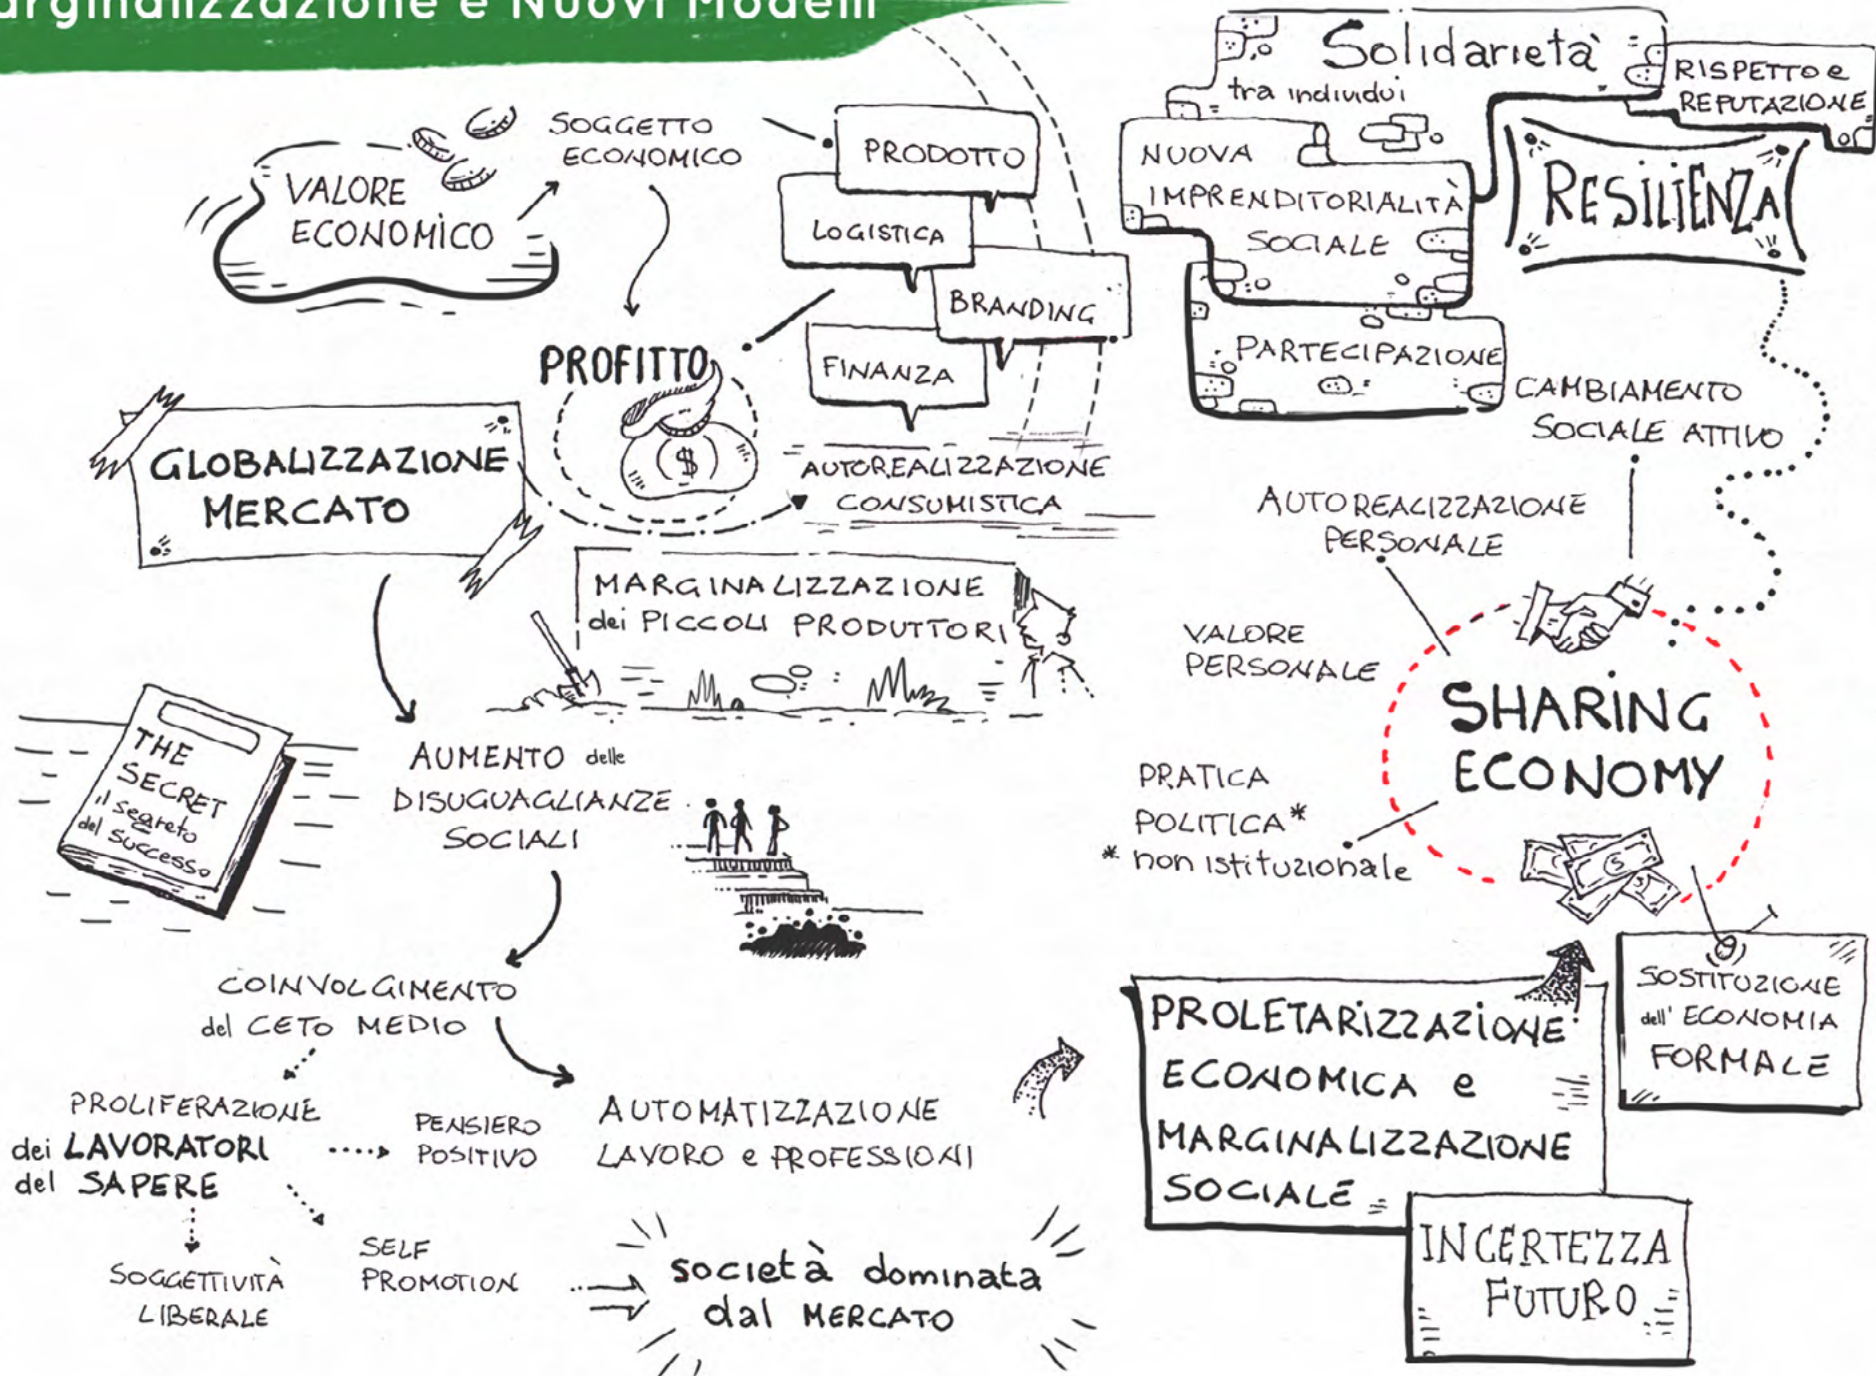 arginalizzazione e Nuovi Modelli
VALORE
ECONOMICO
SOGGETTO
ECONOMICO
PRODOTTO
LOGISTICA
BRANDING
FINANZA
PROFITTO
$
GLOBALIZZAZIONE
MERCATO
AUTOREALIZZAZIONE
CONSUMISTICA
MARGINALIZZAZIONE
dei PICCOLI PRODUTTORI
THE
SECRET
il segreto
del successo
AUMENTO delle
DISUGUAGLIANZE
SOCIALI
COINVOLGIMENTO
del CETO MEDIO
PROLIFERAZIONE
dei LAVORATORI
del SAPERE
PENSIERO
POSITIVO
SOGGETTIVITÀ
LIBERALE
SELF
PROMOTION
AUTOMATIZZAZIONE
LAVORO e PROFESSIONI
società dominata
dal MERCATO
Solidarietà
tra individui
RISPETTO e
REPUTAZIONE
NUOVA
IMPRENDITORIALITÀ
SOCIALE
RESILIENZA
PARTECIPAZIONE
CAMBIAMENTO
SOCIALE ATTIVO
AUTOREALIZZAZIONE
PERSONALE
VALORE
PERSONALE
SHARING
ECONOMY
PRATICA
POLITICA*
* non istituzionale
SOSTITUZIONE
dell' ECONOMIA
FORMALE
PROLETARIZZAZIONE
ECONOMICA e
MARGINALIZZAZIONE
SOCIALE
INCERTEZZA
FUTURO